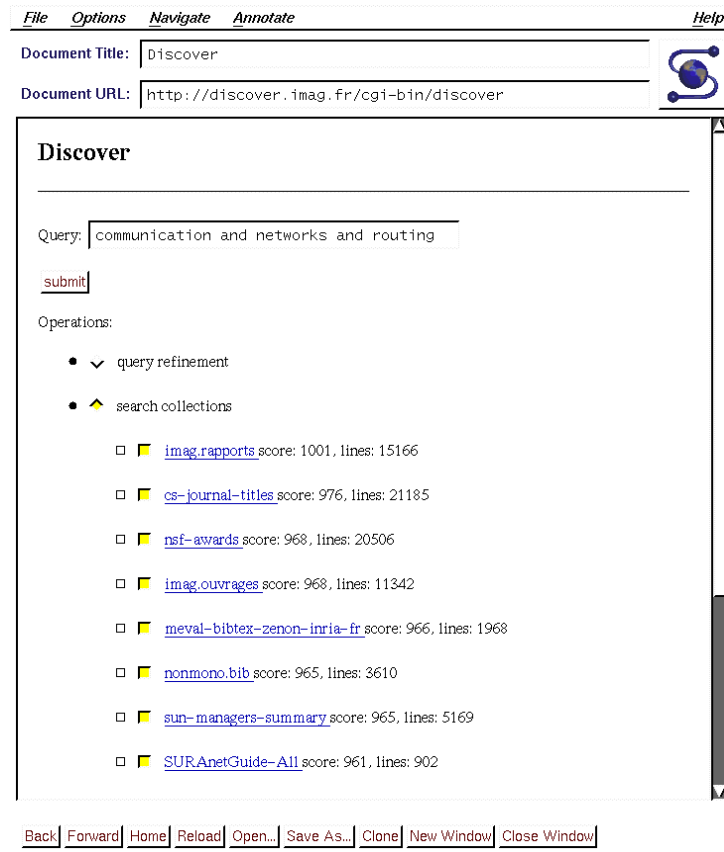 File Options Navigate Annotate Help
Document Title: Discover
Document URL: http://discover.imag.fr/cgi-bin/discover
Discover
Query: communication and networks and routing
submit
Operations:
query refinement
search collections
imag.rapports score: 1001, lines: 15166
cs-journal-titles score: 976, lines: 21185
nsf-awards score: 968, lines: 20506
imag.ouvrages score: 968, lines: 11342
meval-bibtex-zenon-inria-fr score: 966, lines: 1968
nonmono.bib score: 965, lines: 3610
sun-managers-summary score: 965, lines: 5169
SURAnetGuide-All score: 961, lines: 902
Back Forward Home Reload Open... Save As... Clone New Window Close Window